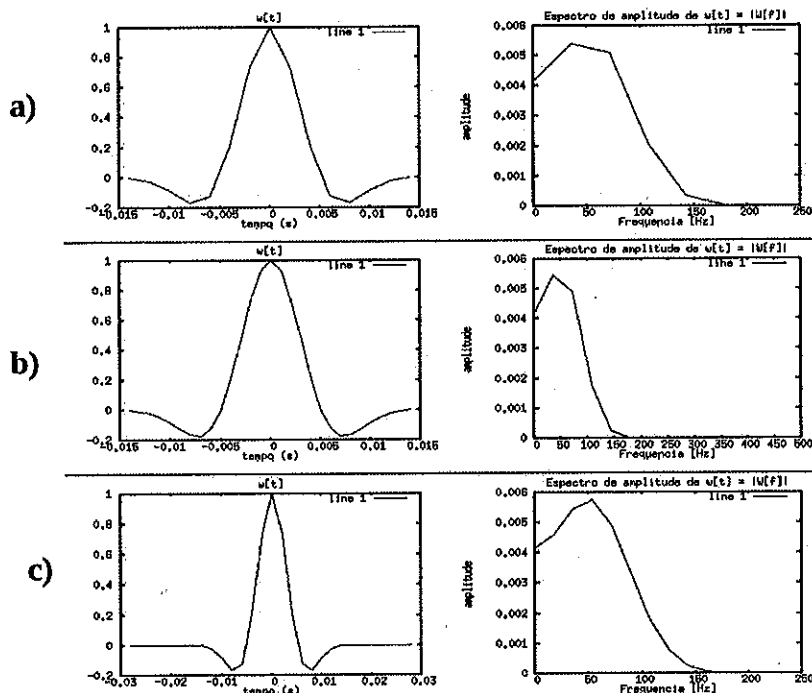 a)
w[t]
line 1
1
0.8
0.6
0.4
0.2
0
-0.2
-0.015 -0.01 -0.005 0 0.005 0.01 0.015
tempo (s)
Espectro de amplitude de w[t] = |W[f]|
line 1
0.006
0.005
0.004
0.003
0.002
0.001
0
amplitude
0 50 100 150 200 250
Frequencia [Hz]
b)
w[t]
line 1
1
0.8
0.6
0.4
0.2
0
-0.2
-0.015 -0.01 -0.005 0 0.005 0.01 0.015
tempo (s)
Espectro de amplitude de w[t] = |W[f]|
line 1
0.006
0.005
0.004
0.003
0.002
0.001
0
amplitude
0 50 100 150 200 250 300 350 400 450 500
Frequencia [Hz]
c)
w[t]
line 1
1
0.8
0.6
0.4
0.2
0
-0.2
-0.03 -0.02 -0.01 0 0.01 0.02 0.03
tempo (s)
Espectro de amplitude de w[t] = |W[f]|
line 1
0.006
0.005
0.004
0.003
0.002
0.001
0
amplitude
0 50 100 150 200 250
Frequencia [Hz]